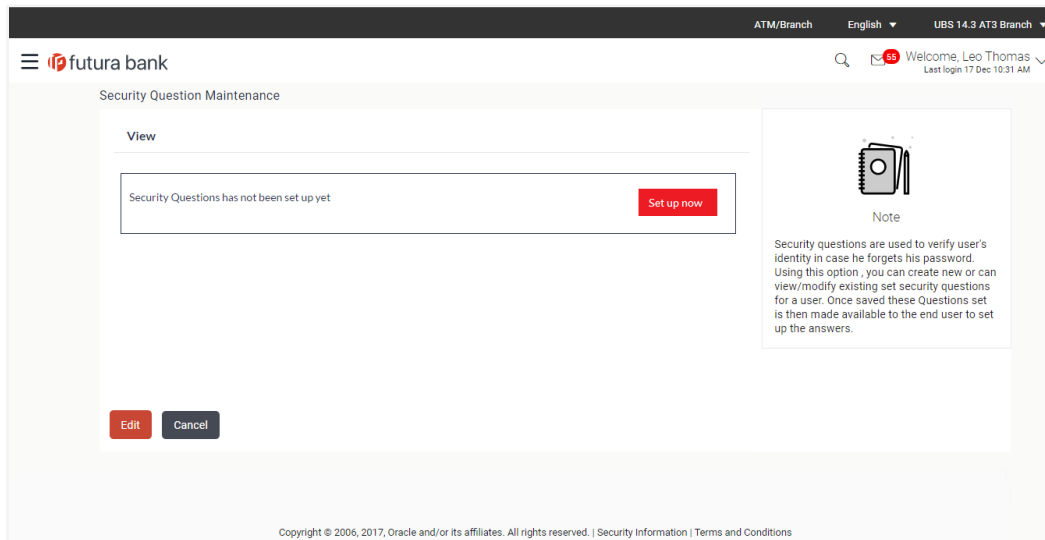 ATM/Branch English UBS 14.3 AT3 Branch
futura bank
55
Welcome, Leo Thomas
Last login 17 Dec 10:31 AM
Security Question Maintenance
View
Security Questions has not been set up yet
Set up now
Note
Security questions are used to verify user's
identity in case he forgets his password.
Using this option , you can create new or can
view/modify existing set security questions
for a user. Once saved these Questions set
is then made available to the end user to set
up the answers.
Edit Cancel
Copyright © 2006, 2017, Oracle and/or its affiliates. All rights reserved. | Security Information | Terms and Conditions